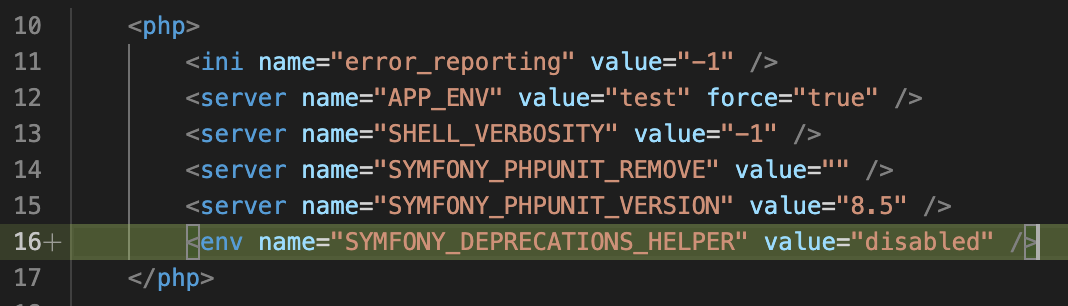 10 <php>
11 <ini name="error_reporting" value="-1" />
12 <server name="APP_ENV" value="test" force="true" />
13 <server name="SHELL_VERBOSITY" value="-1" />
14 <server name="SYMFONY_PHPUNIT_REMOVE" value="" />
15 <server name="SYMFONY_PHPUNIT_VERSION" value="8.5" />
16+ <env name="SYMFONY_DEPRECATIONS_HELPER" value="disabled" />
17 </php>